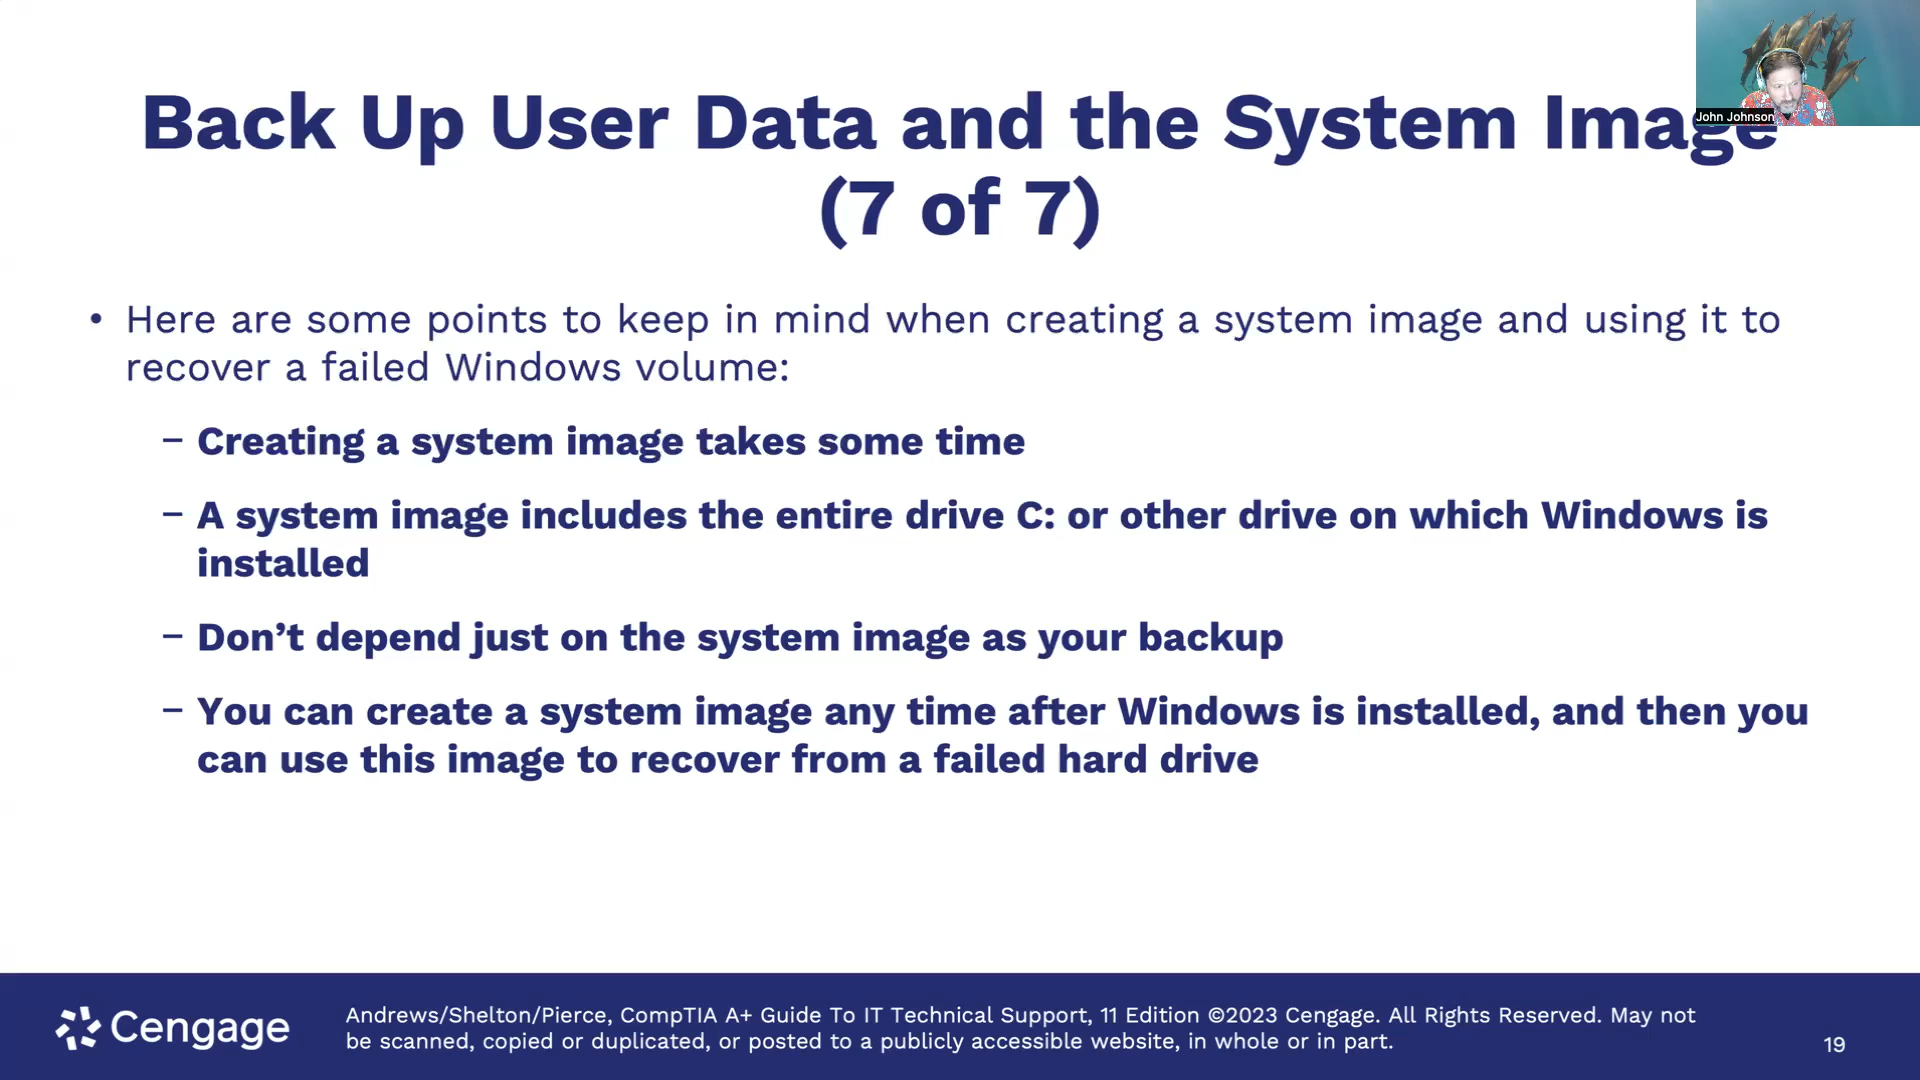 Back Up User Data and the System Image
(7 of 7)
John Johnson
• Here are some points to keep in mind when creating a system image and using it to
recover a failed Windows volume:
– Creating a system image takes some time
– A system image includes the entire drive C: or other drive on which Windows is
installed
– Don’t depend just on the system image as your backup
– You can create a system image any time after Windows is installed, and then you
can use this image to recover from a failed hard drive
Cengage
Andrews/Shelton/Pierce, CompTIA A+ Guide To IT Technical Support, 11 Edition ©2023 Cengage. All Rights Reserved. May not
be scanned, copied or duplicated, or posted to a publicly accessible website, in whole or in part.
19